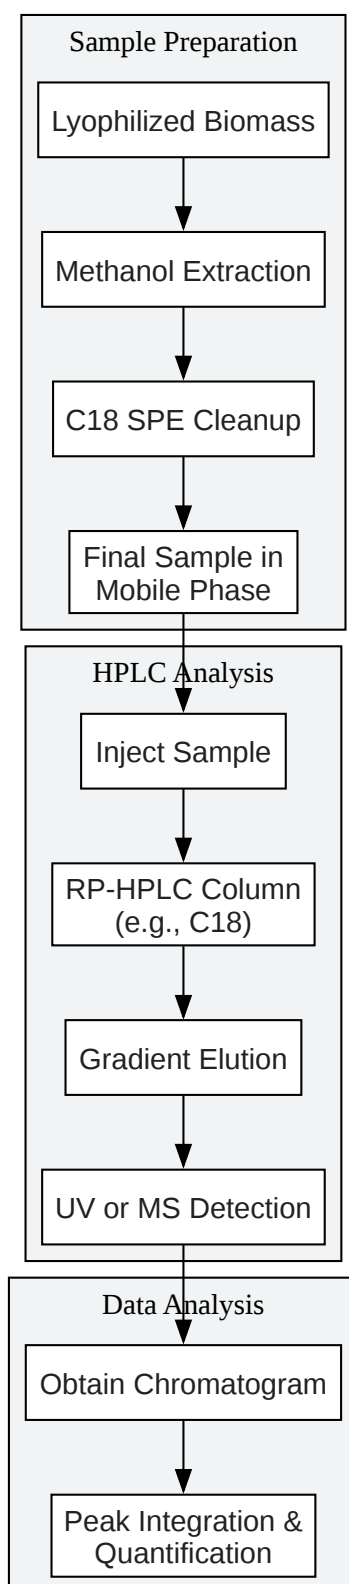 Sample Preparation
Lyophilized Biomass
Methanol Extraction
C18 SPE Cleanup
Final Sample in
Mobile Phase
HPLC Analysis
Inject Sample
RP-HPLC Column
(e.g., C18)
Gradient Elution
UV or MS Detection
Data Analysis
Obtain Chromatogram
Peak Integration &
Quantification